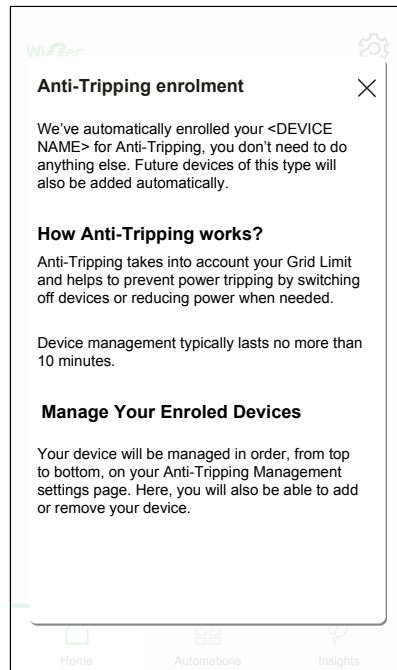 Wiser
Anti-Tripping enrolment
We've automatically enrolled your <DEVICE
NAME> for Anti-Tripping, you don't need to do
anything else. Future devices of this type will
also be added automatically.
How Anti-Tripping works?
Anti-Tripping takes into account your Grid Limit
and helps to prevent power tripping by switching
off devices or reducing power when needed.
Device management typically lasts no more than
10 minutes.
Manage Your Enroled Devices
Your device will be managed in order, from top
to bottom, on your Anti-Tripping Management
settings page. Here, you will also be able to add
or remove your device.
Home Automations Insights